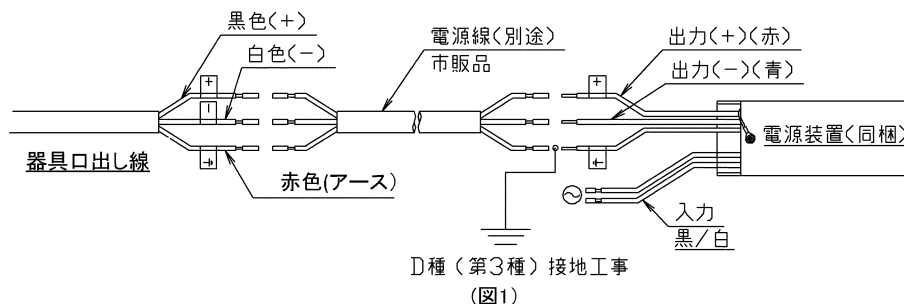 黒色(+)
白色(−)
電源線(別途)
市販品
出力(+)(赤)
出力(−)(青)
+
−
+
−
電源装置(同梱)
器具口出し線
赤色(アース)
入力
黒/白
D種(第3種)接地工事
(図1)